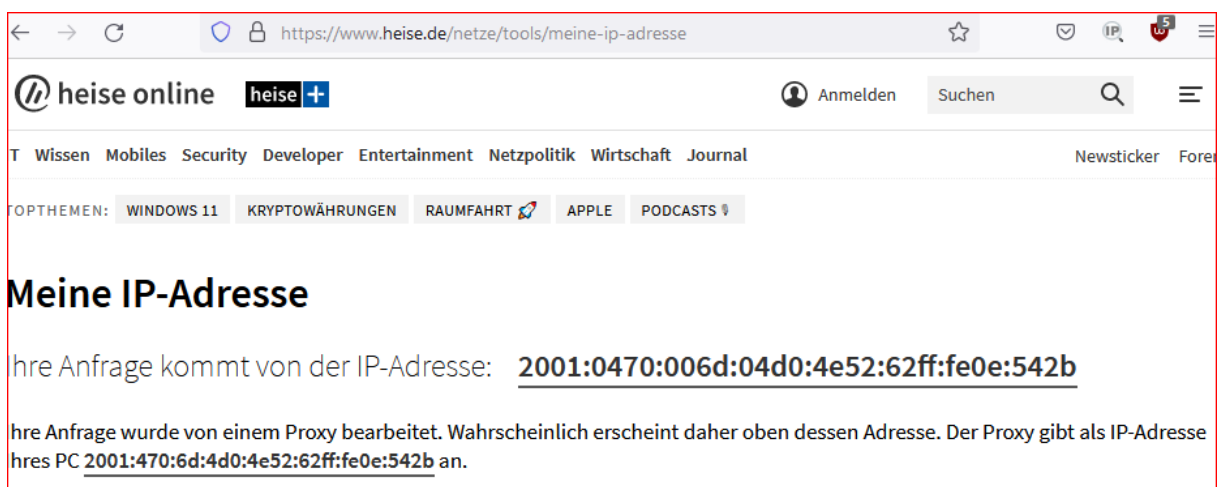 https://www.heise.de/netze/tools/meine-ip-adresse IP 5
heise online heise + Anmelden Suchen
T Wissen Mobiles Security Developer Entertainment Netzpolitik Wirtschaft Journal Newsticker Foren
TOPTHEMEN: WINDOWS 11 KRYPTOWÄHRUNGEN RAUMFAHRT 🚀 APPLE PODCASTS 🎙
Meine IP-Adresse
Ihre Anfrage kommt von der IP-Adresse: 2001:0470:006d:04d0:4e52:62ff:fe0e:542b
hre Anfrage wurde von einem Proxy bearbeitet. Wahrscheinlich erscheint daher oben dessen Adresse. Der Proxy gibt als IP-Adresse
hres PC 2001:470:6d:4d0:4e52:62ff:fe0e:542b an.